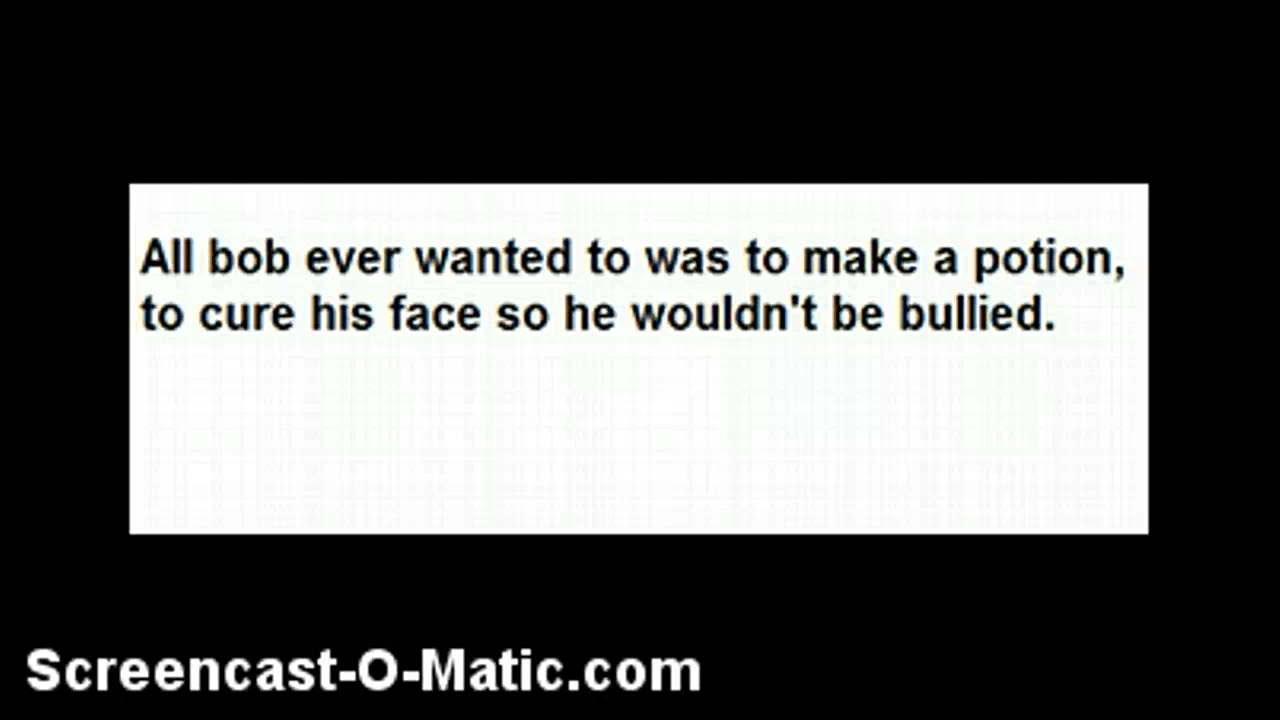 All bob ever wanted to was to make a potion,
to cure his face so he wouldn't be bullied.
Screencast-O-Matic.com